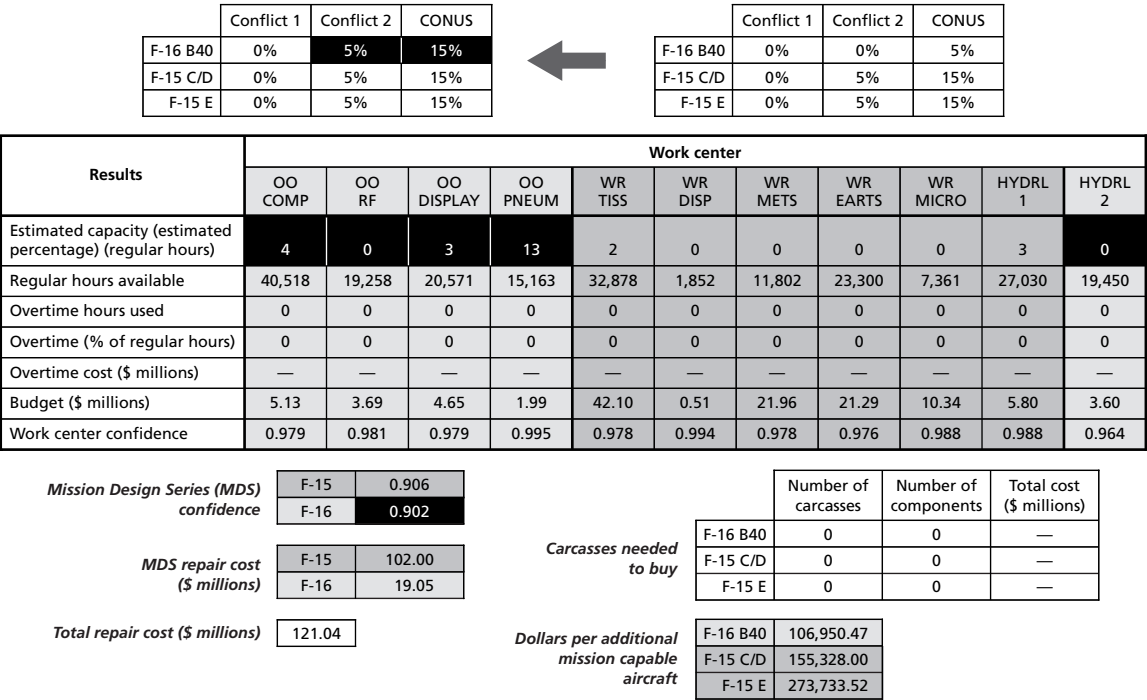 Conflict 1 Conflict 2 CONUS
F-16 B40 0% 5% 15%
F-15 C/D 0% 5% 15%
F-15 E 0% 5% 15%
Conflict 1 Conflict 2 CONUS
F-16 B40 0% 0% 5%
F-15 C/D 0% 5% 15%
F-15 E 0% 5% 15%
Results
Work center
OO COMP OO RF OO DISPLAY OO PNEUM WR TISS WR DISP WR METS WR EARTS WR MICRO HYDRL 1 HYDRL 2
Estimated capacity (estimated
percentage) (regular hours) 4 0 3 13 2 0 0 0 0 3 0
Regular hours available 40,518 19,258 20,571 15,163 32,878 1,852 11,802 23,300 7,361 27,030 19,450
Overtime hours used 0 0 0 0 0 0 0 0 0 0 0
Overtime (% of regular hours) 0 0 0 0 0 0 0 0 0 0 0
Overtime cost ($ millions) — — — — — — — — — — —
Budget ($ millions) 5.13 3.69 4.65 1.99 42.10 0.51 21.96 21.29 10.34 5.80 3.60
Work center confidence 0.979 0.981 0.979 0.995 0.978 0.994 0.978 0.976 0.988 0.988 0.964
Mission Design Series (MDS)
confidence
F-15 0.906
F-16 0.902
MDS repair cost
($ millions)
F-15 102.00
F-16 19.05
Total repair cost ($ millions) 121.04
Carcasses needed
to buy
Number of carcasses Number of components Total cost ($ millions)
F-16 B40 0 0 —
F-15 C/D 0 0 —
F-15 E 0 0 —
Dollars per additional
mission capable
aircraft
F-16 B40 106,950.47
F-15 C/D 155,328.00
F-15 E 273,733.52